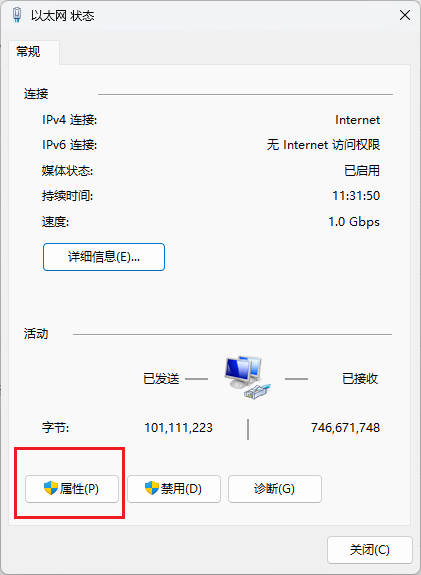 以太网 状态
常规
连接
IPv4 连接: Internet
IPv6 连接: 无 Internet 访问权限
媒体状态: 已启用
持续时间: 11:31:50
速度: 1.0 Gbps
详细信息(E)...
活动
已发送 已接收
字节: 101,111,223 746,671,748
属性(P) 禁用(D) 诊断(G)
关闭(C)